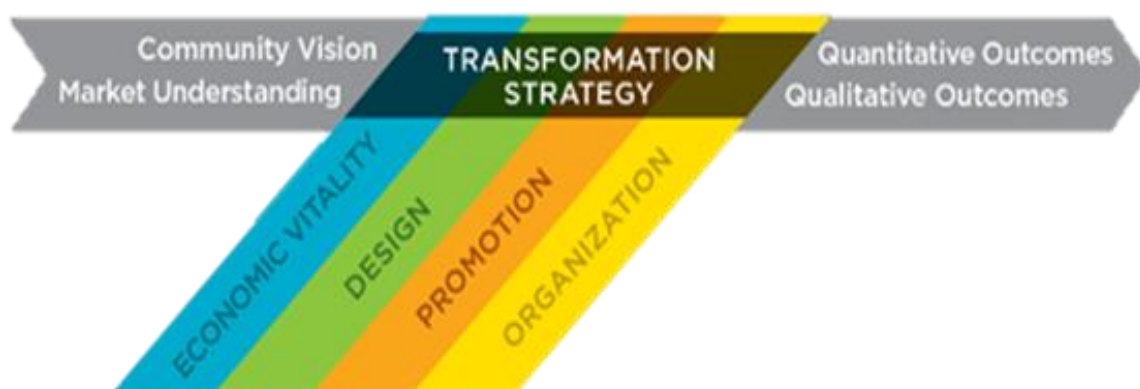 Community Vision
Market Understanding
TRANSFORMATION
STRATEGY
Quantitative Outcomes
Qualitative Outcomes
ECONOMIC VITALITY
DESIGN
PROMOTION
ORGANIZATION